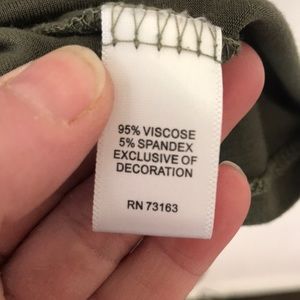 95% VISCOSE
5% SPANDEX
EXCLUSIVE OF
DECORATION
RN 73163